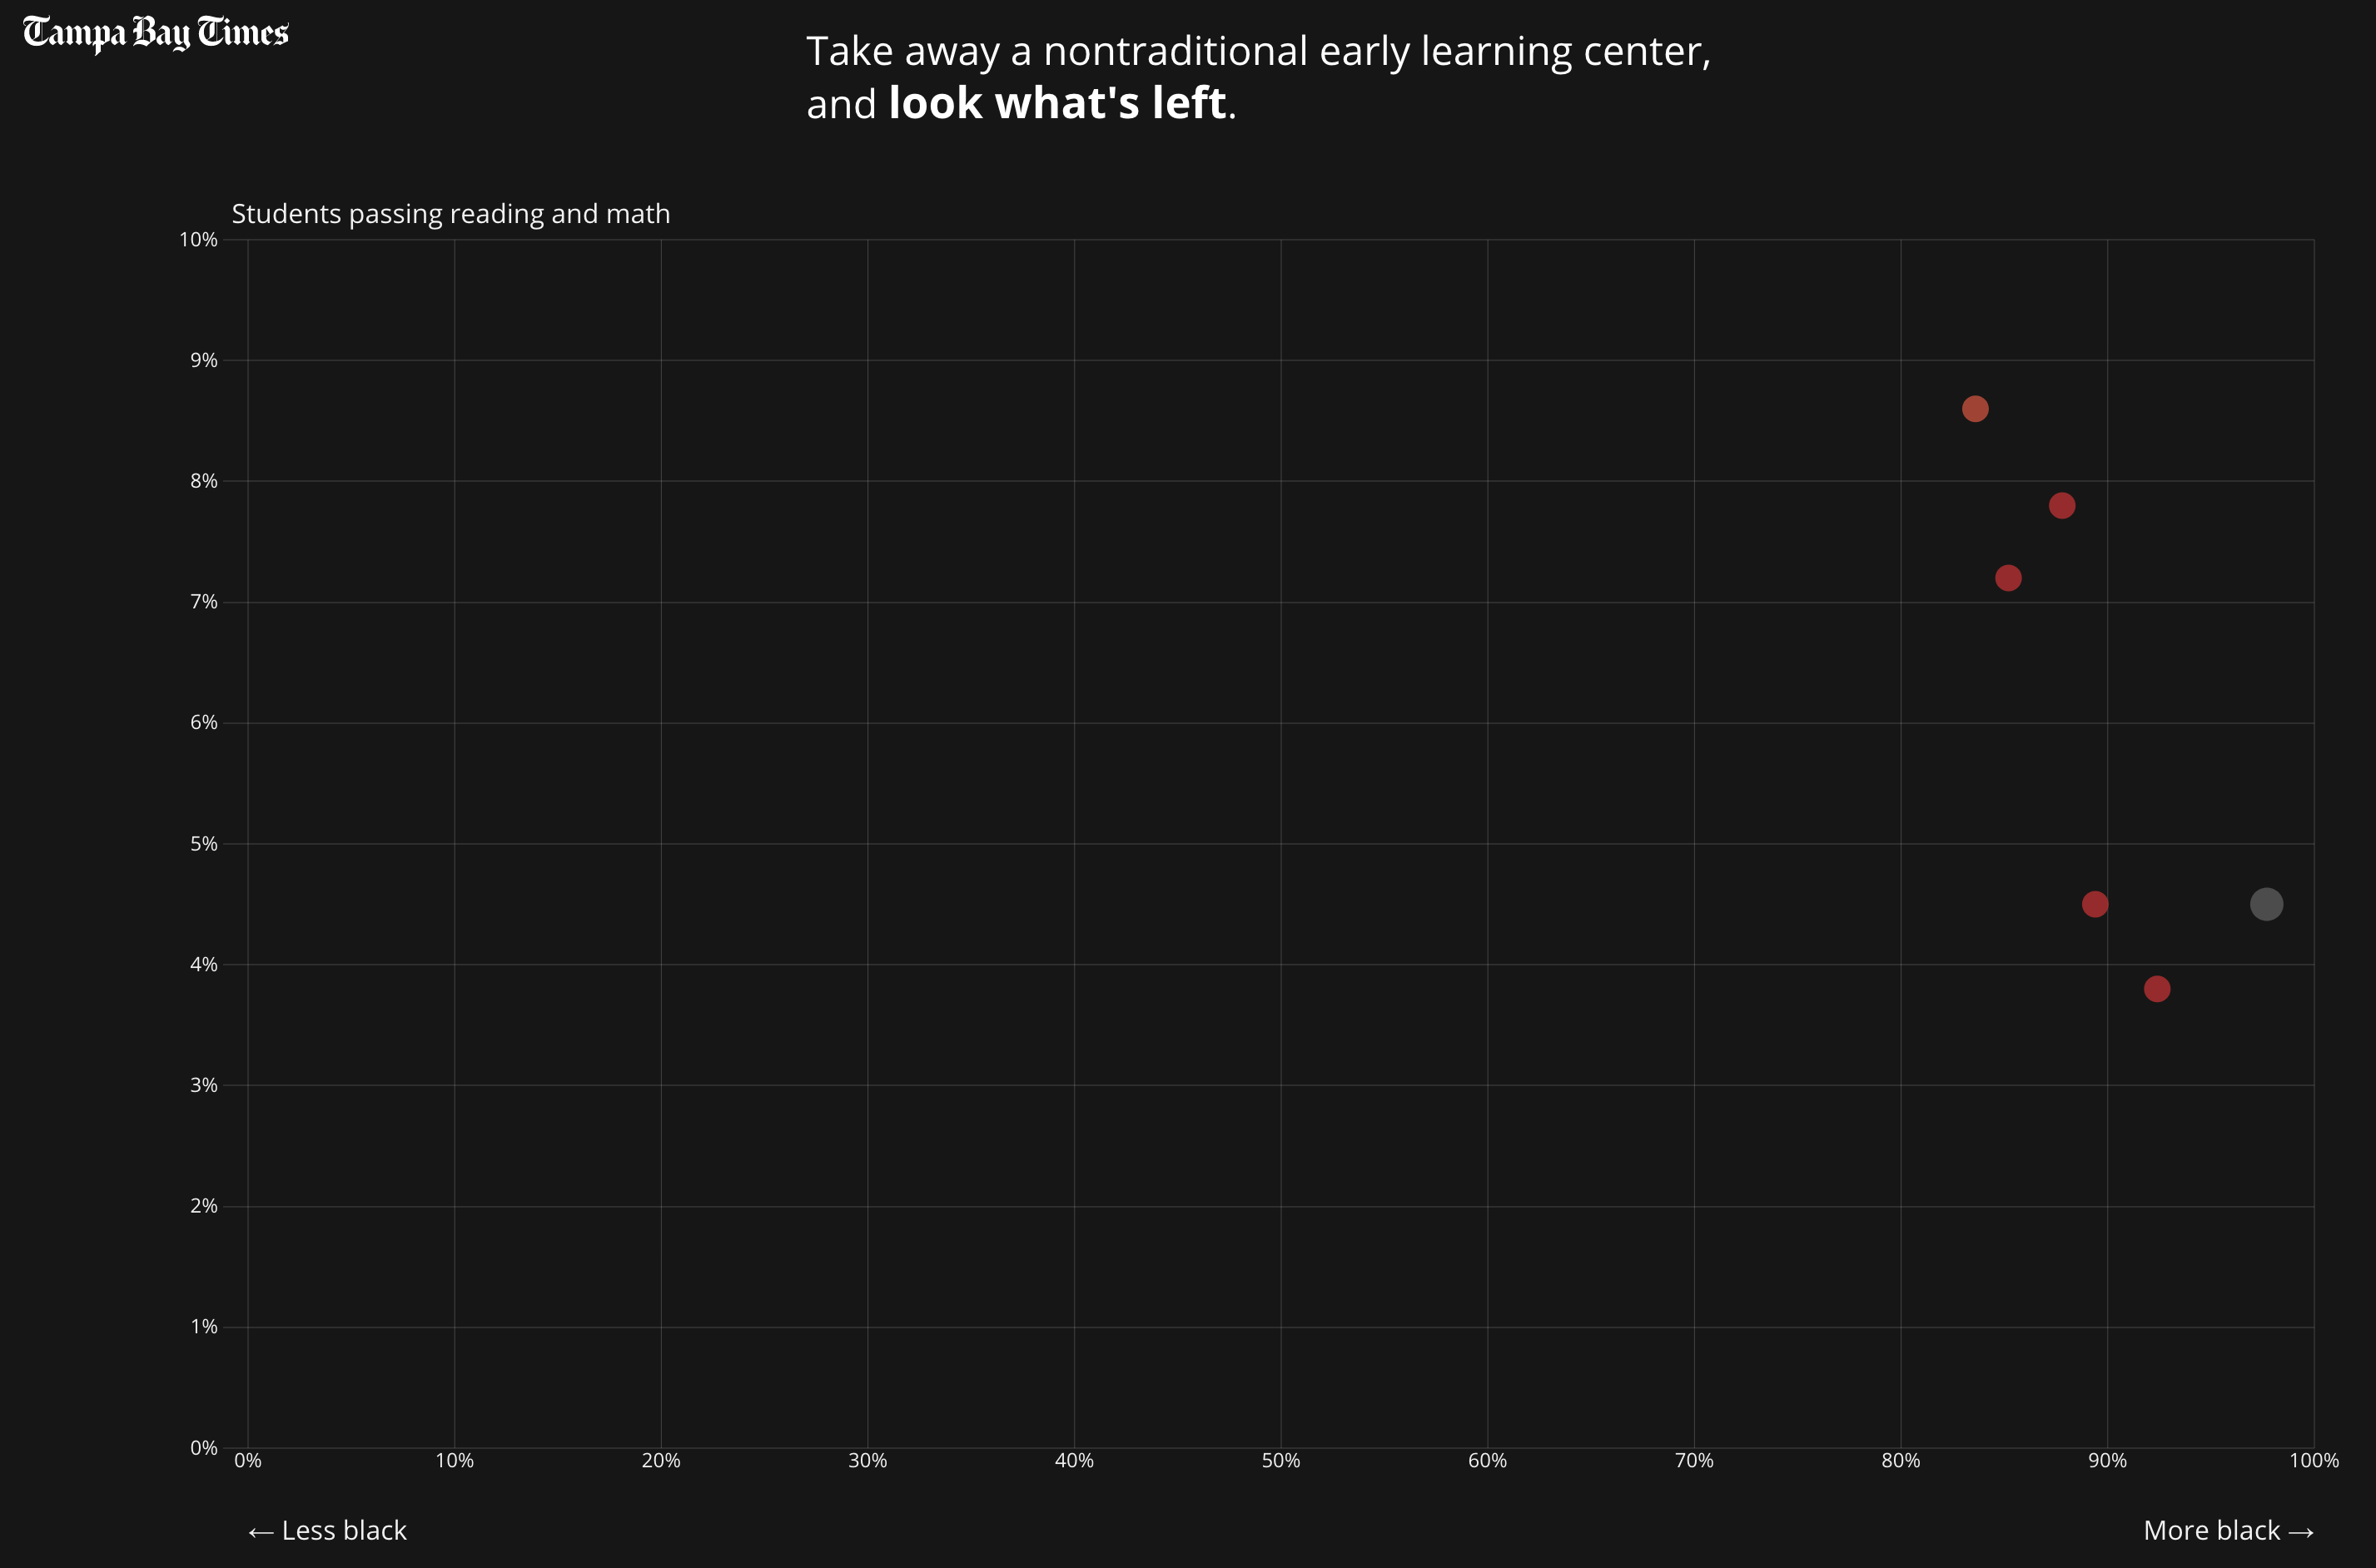 Tampa Bay Times
Take away a nontraditional early learning center,
and look what's left.
Students passing reading and math
10%
9%
8%
7%
6%
5%
4%
3%
2%
1%
0%
0% 10% 20% 30% 40% 50% 60% 70% 80% 90% 100%
← Less black More black →